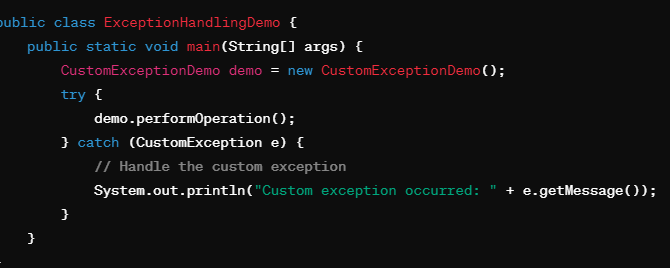 public class ExceptionHandlingDemo {
    public static void main(String[] args) {
        CustomExceptionDemo demo = new CustomExceptionDemo();
        try {
            demo.performOperation();
        } catch (CustomException e) {
            // Handle the custom exception
            System.out.println("Custom exception occurred: " + e.getMessage());
        }
    }